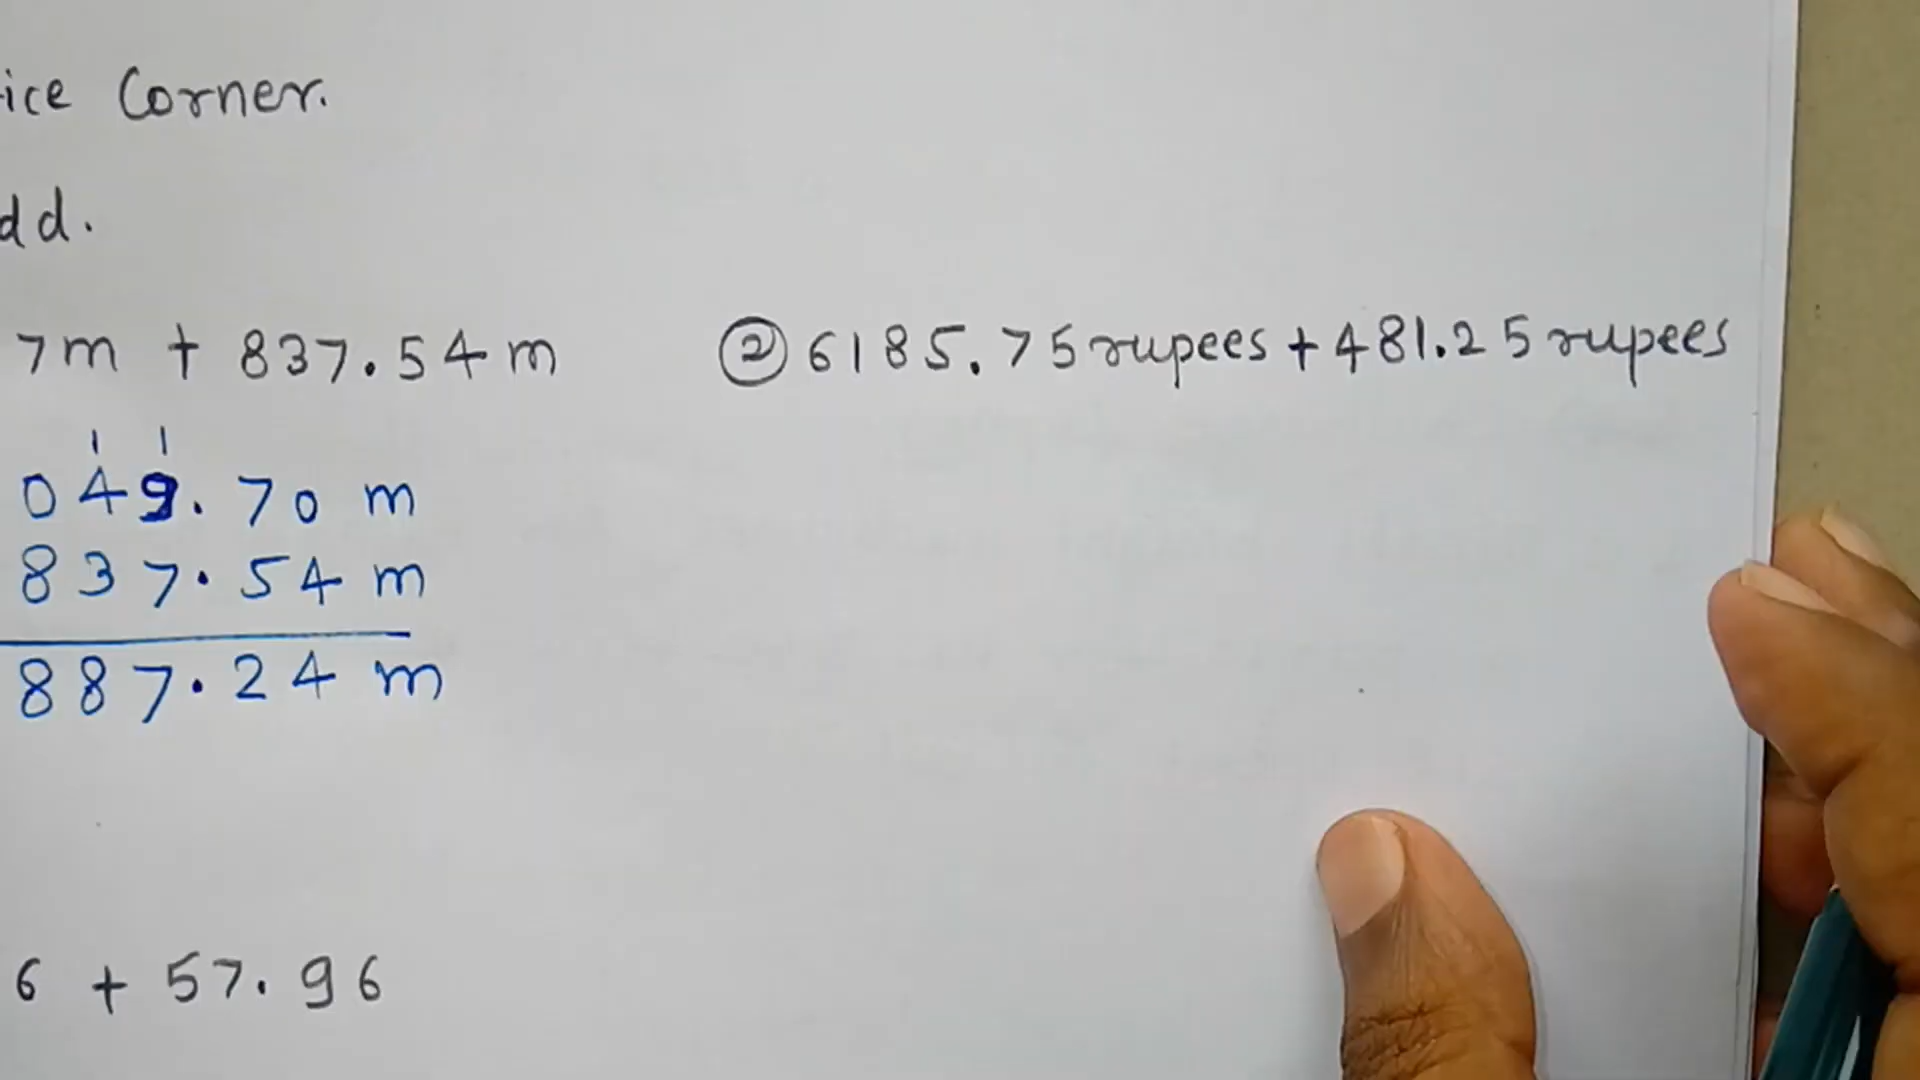 ice Corner.
dd.
7m + 837.54 m
② 6185.75 rupees + 481.25 rupees
1 1
049.70 m
837.54 m
887.24 m
6 + 57.96